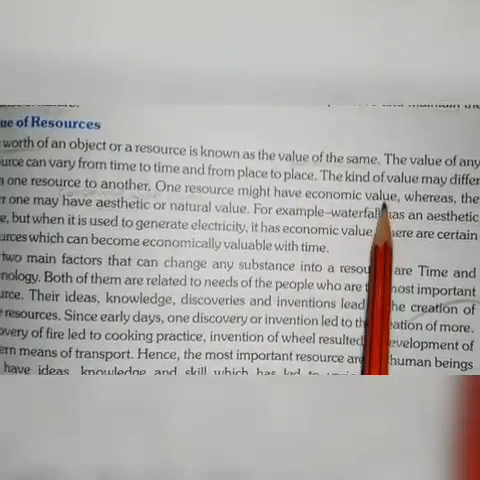 ue of Resources
worth of an object or a resource is known as the value of the same. The value of any
urce can vary from time to time and from place to place. The kind of value may differ
one resource to another. One resource might have economic value, whereas, the
r one may have aesthetic or natural value. For example–waterfall has an aesthetic
e, but when it is used to generate electricity, it has economic value. here are certain
urces which can become economically valuable with time.
two main factors that can change any substance into a resou are Time and
nology. Both of them are related to needs of the people who are most important
urce. Their ideas, knowledge, discoveries and inventions lead he creation of
resources. Since early days, one discovery or invention led to th ation of more.
overy of fire led to cooking practice, invention of wheel resulted evelopment of
ern means of transport. Hence, the most important resource are human beings
have ideas, knowledge and skill which has led to